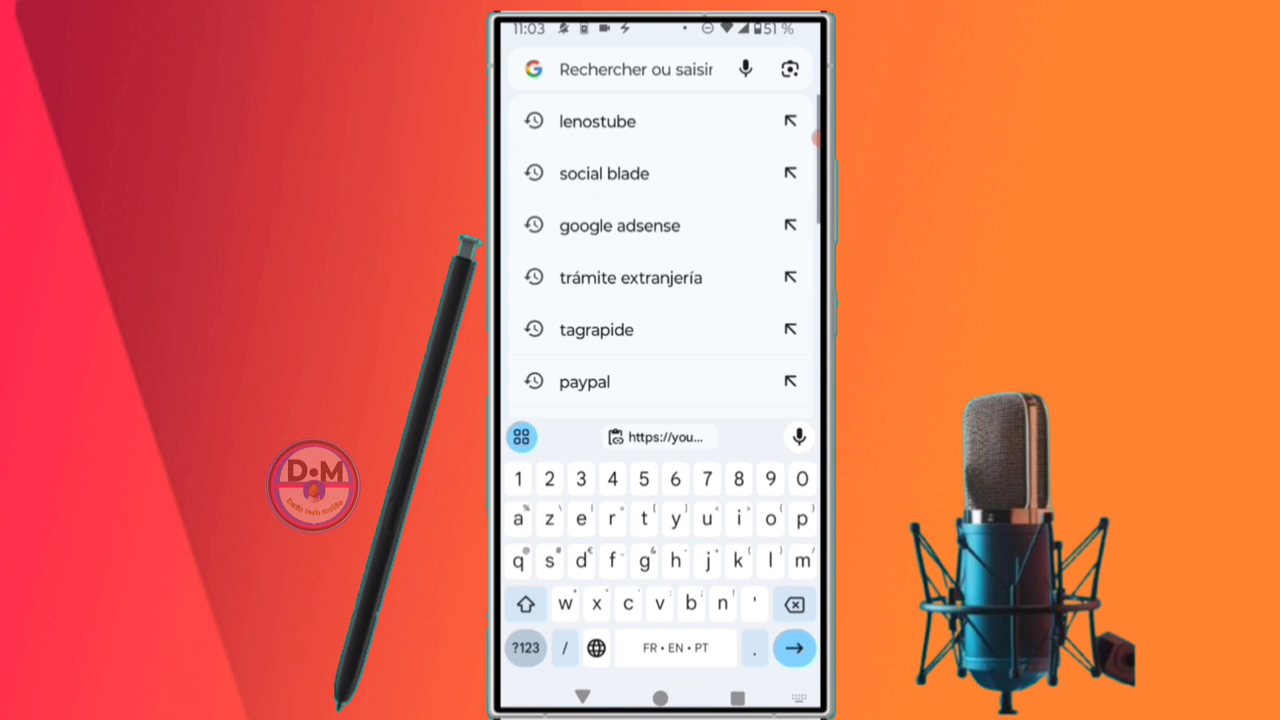 11:03 51 %
Rechercher ou saisir
lenostube
social blade
google adsense
trámite extranjería
tagrapide
paypal
https://you...
1 2 3 4 5 6 7 8 9 0
a z e r t y u i o p
q s d f g h j k l m
w x c v b n '
?123 / FR • EN • PT .
D•M